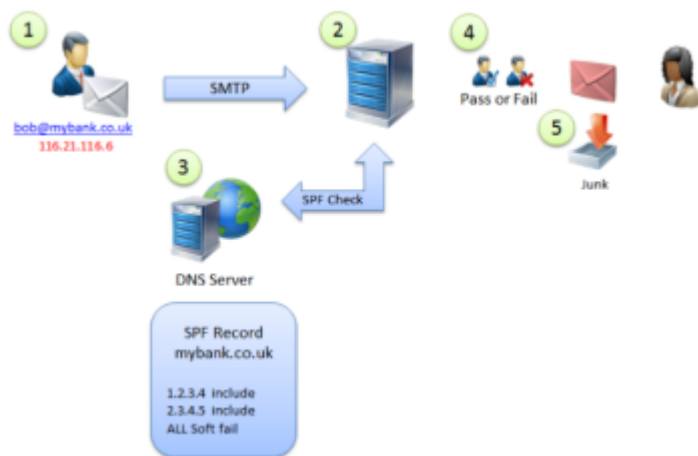 1
2
4
SMTP
Pass or Fail
bob@mybank.co.uk
116.21.116.6
5
3
SPF Check
Junk
DNS Server
SPF Record
mybank.co.uk
1.2.3.4 include
2.3.4.5 include
ALL Soft fail